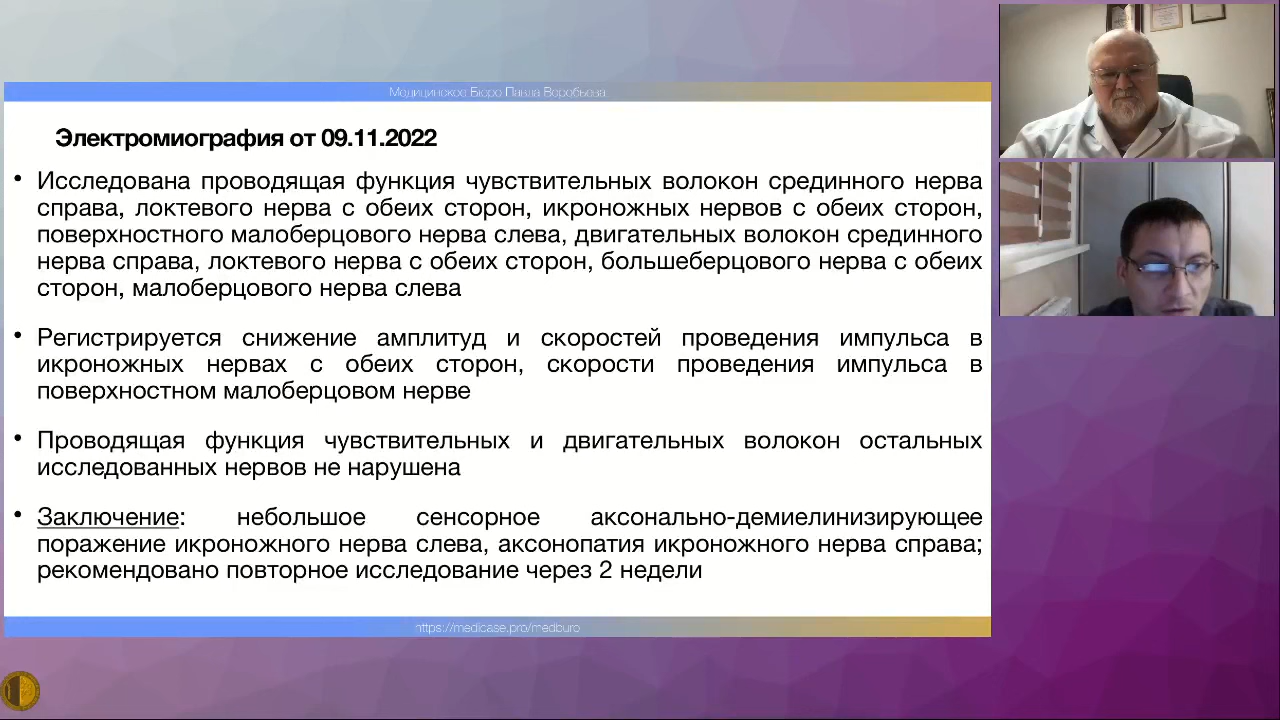 Медицинское Бюро Павла Воробьева
Электромиография от 09.11.2022
• Исследована проводящая функция чувствительных волокон срединного нерва
справа, локтевого нерва с обеих сторон, икроножных нервов с обеих сторон,
поверхностного малоберцового нерва слева, двигательных волокон срединного
нерва справа, локтевого нерва с обеих сторон, большеберцового нерва с обеих
сторон, малоберцового нерва слева
• Регистрируется снижение амплитуд и скоростей проведения импульса в
икроножных нервах с обеих сторон, скорости проведения импульса в
поверхностном малоберцовом нерве
• Проводящая функция чувствительных и двигательных волокон остальных
исследованных нервов не нарушена
• Заключение: небольшое сенсорное аксонально-демиелинизирующее
поражение икроножного нерва слева, аксонопатия икроножного нерва справа;
рекомендовано повторное исследование через 2 недели
https://medicase.pro/medburo